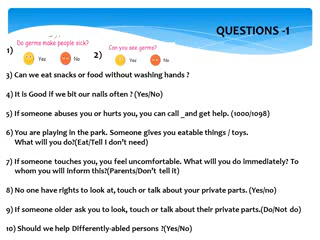 QUESTIONS -1
1) Do germs make people sick?
Yes No
2) Can you see germs?
Yes No
3) Can we eat snacks or food without washing hands ?
4) It is Good if we bit our nails often ? (Yes/No)
5) If someone abuses you or hurts you, you can call _and get help. (1000/1098)
6) You are playing in the park. Someone gives you eatable things / toys.
What will you do?(Eat/Tell I don't need)
7) If someone touches you, you feel uncomfortable. What will you do immediately? To
whom you will inform this?(Parents/Don't tell it)
8) No one have rights to look at, touch or talk about your private parts. (Yes/no)
9) If someone older ask you to look, touch or talk about their private parts.(Do/Not do)
10) Should we help Differently-abled persons ?(Yes/No)